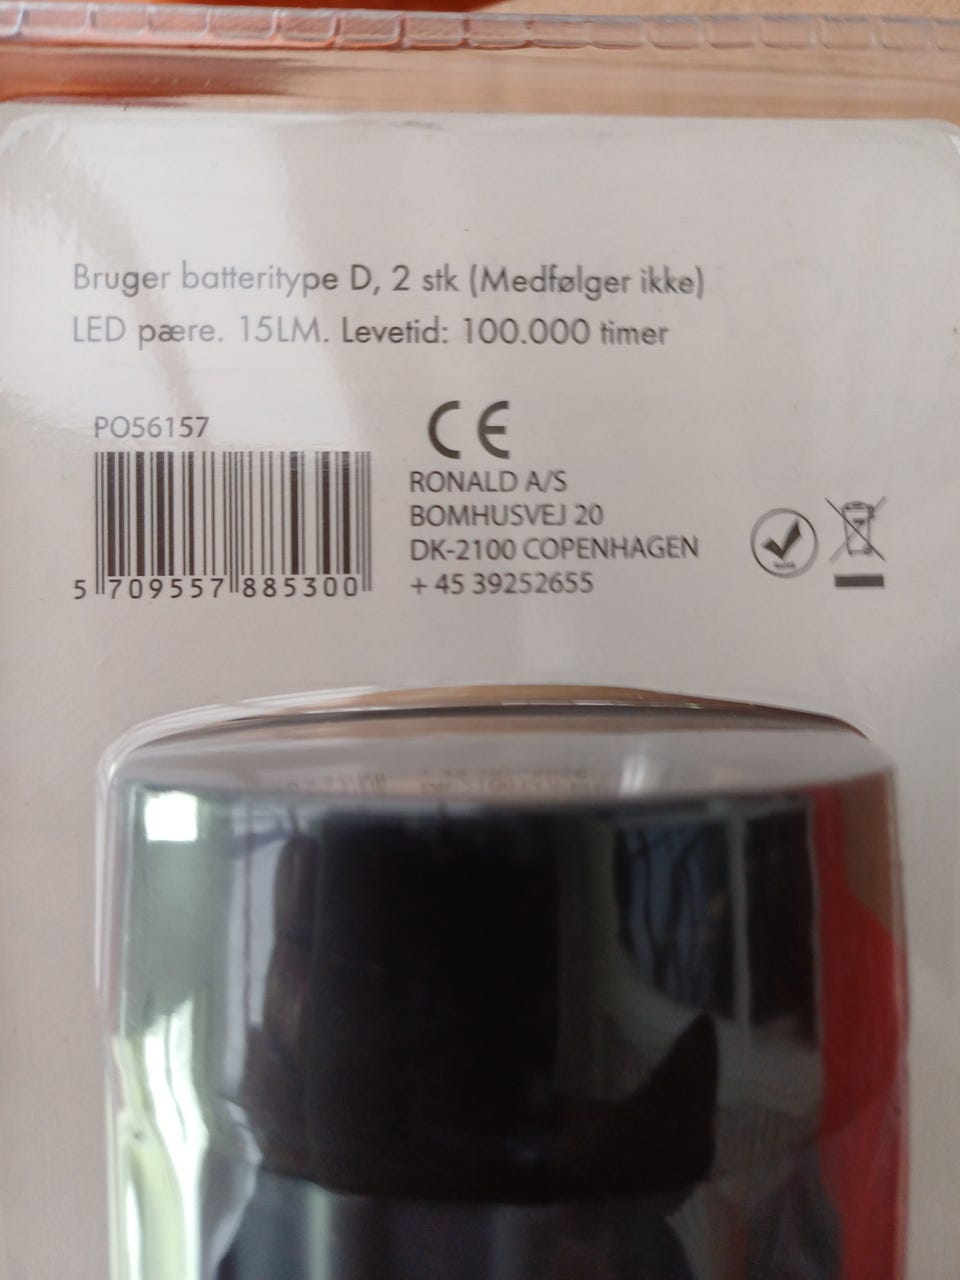 Bruger batteritype D, 2 stk (Medfølger ikke)
LED pære. 15LM. Levetid: 100.000 timer
PO56157
CE
RONALD A/S
BOMHUSVEJ 20
DK-2100 COPENHAGEN
+ 45 39252655
5 709557 885300